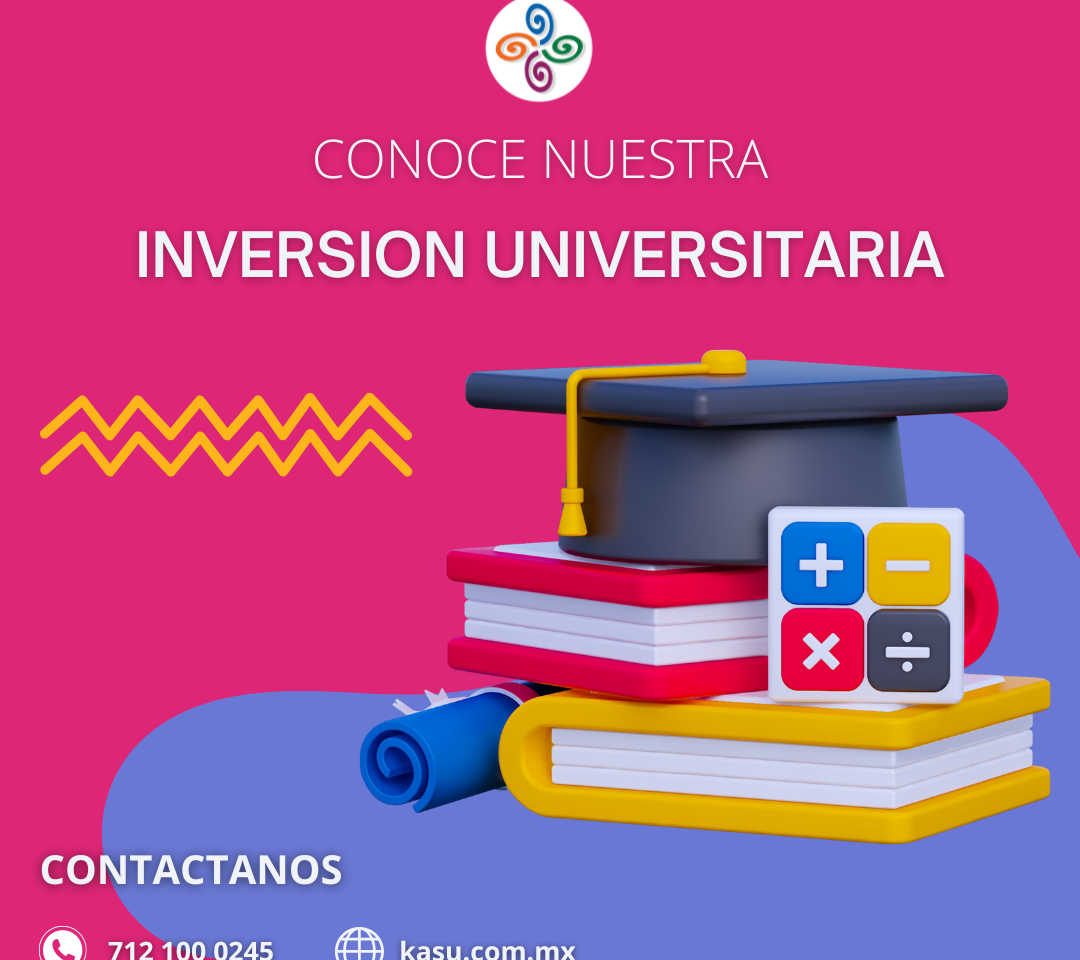 CONOCE NUESTRA
INVERSION UNIVERSITARIA
CONTACTANOS
712 100 0245
kasu.com.mx